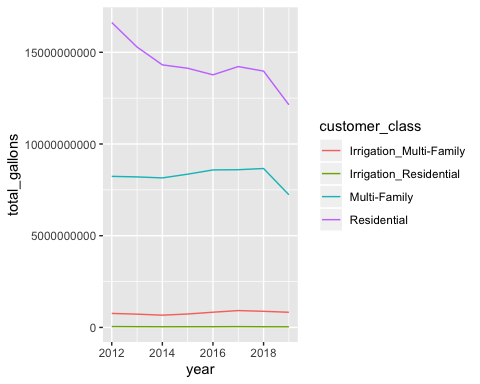 15000000000
10000000000
5000000000
0
total_gallons
2012 2014 2016 2018
year
customer_class
Irrigation_Multi-Family
Irrigation_Residential
Multi-Family
Residential